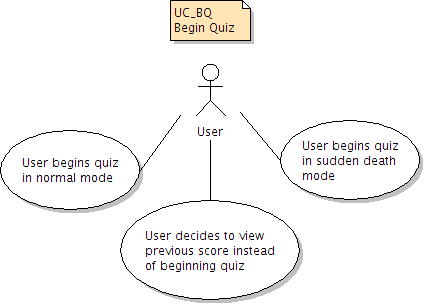 UC_BQ
Begin Quiz
User
User begins quiz
in normal mode
User decides to view
previous score instead
of beginning quiz
User begins quiz
in sudden death
mode